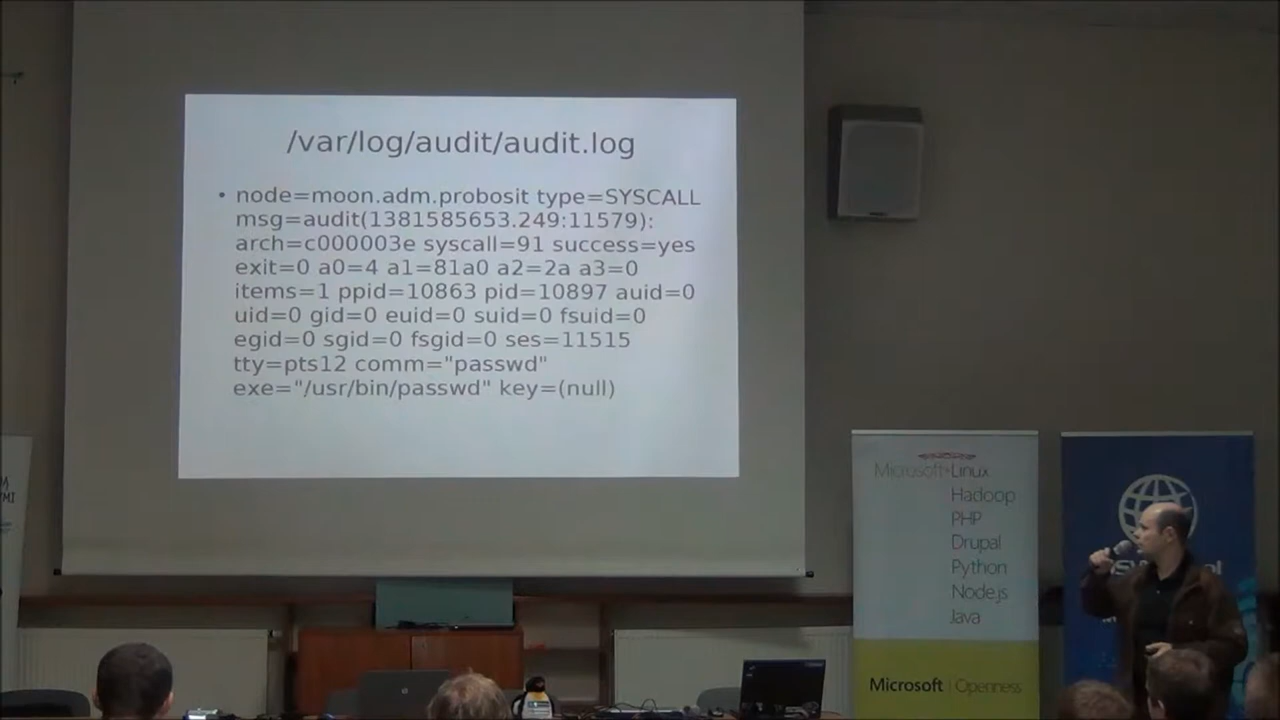 /var/log/audit/audit.log
• node=moon.adm.probosit type=SYSCALL
msg=audit(1381585653.249:11579):
arch=c000003e syscall=91 success=yes
exit=0 a0=4 a1=81a0 a2=2a a3=0
items=1 ppid=10863 pid=10897 auid=0
uid=0 gid=0 euid=0 suid=0 fsuid=0
egid=0 sgid=0 fsgid=0 ses=11515
tty=pts12 comm="passwd"
exe="/usr/bin/passwd" key=(null)
Microsoft+Linux
Hadoop
PHP
Drupal
Python
Node.js
Java
Microsoft | Openness